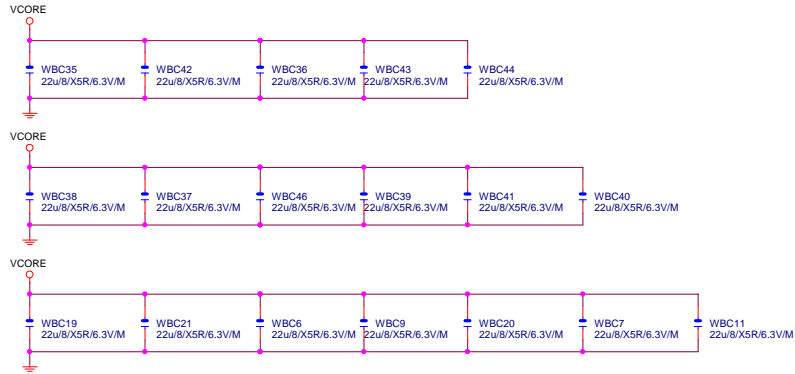 VCORE
WBC35 WBC42 WBC36 WBC43 WBC44
22u/8/X5R/6.3V/M 22u/8/X5R/6.3V/M 22u/8/X5R/6.3V/M 22u/8/X5R/6.3V/M 22u/8/X5R/6.3V/M
VCORE
WBC38 WBC37 WBC46 WBC39 WBC41 WBC40
22u/8/X5R/6.3V/M 22u/8/X5R/6.3V/M 22u/8/X5R/6.3V/M 22u/8/X5R/6.3V/M 22u/8/X5R/6.3V/M 22u/8/X5R/6.3V/M
VCORE
WBC19 WBC21 WBC6 WBC9 WBC20 WBC7 WBC11
22u/8/X5R/6.3V/M 22u/8/X5R/6.3V/M 22u/8/X5R/6.3V/M 22u/8/X5R/6.3V/M 22u/8/X5R/6.3V/M 22u/8/X5R/6.3V/M 22u/8/X5R/6.3V/M